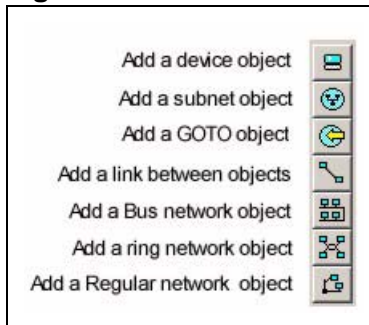 Add a device object
Add a subnet object
Add a GOTO object
Add a link between objects
Add a Bus network object
Add a ring network object
Add a Regular network object